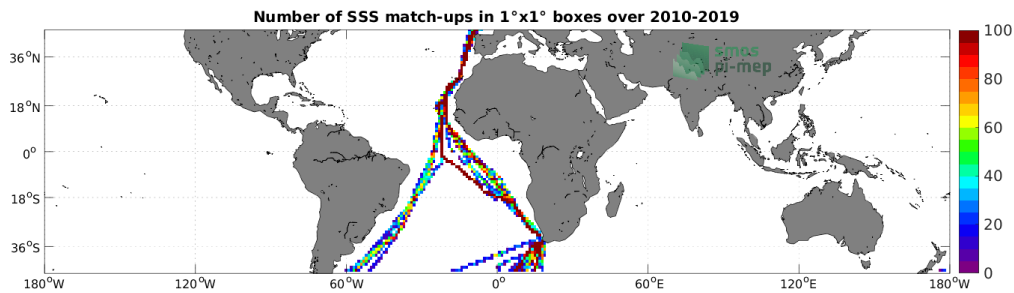 Number of SSS match-ups in 1°x1° boxes over 2010-2019
100
36°N
smos
pi-mep
80
18°N
60
0°
40
18°S
20
36°S
0
180°W 120°W 60°W 0° 60°E 120°E 180°W